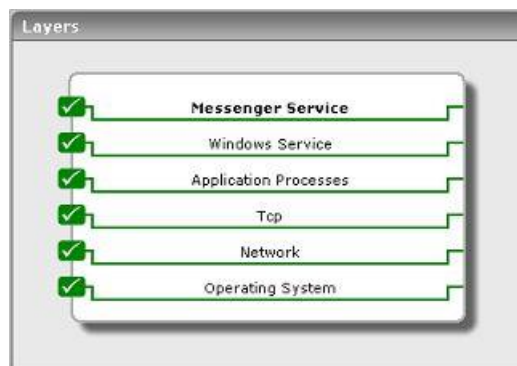 Layers
Messenger Service
Windows Service
Application Processes
Tcp
Network
Operating System